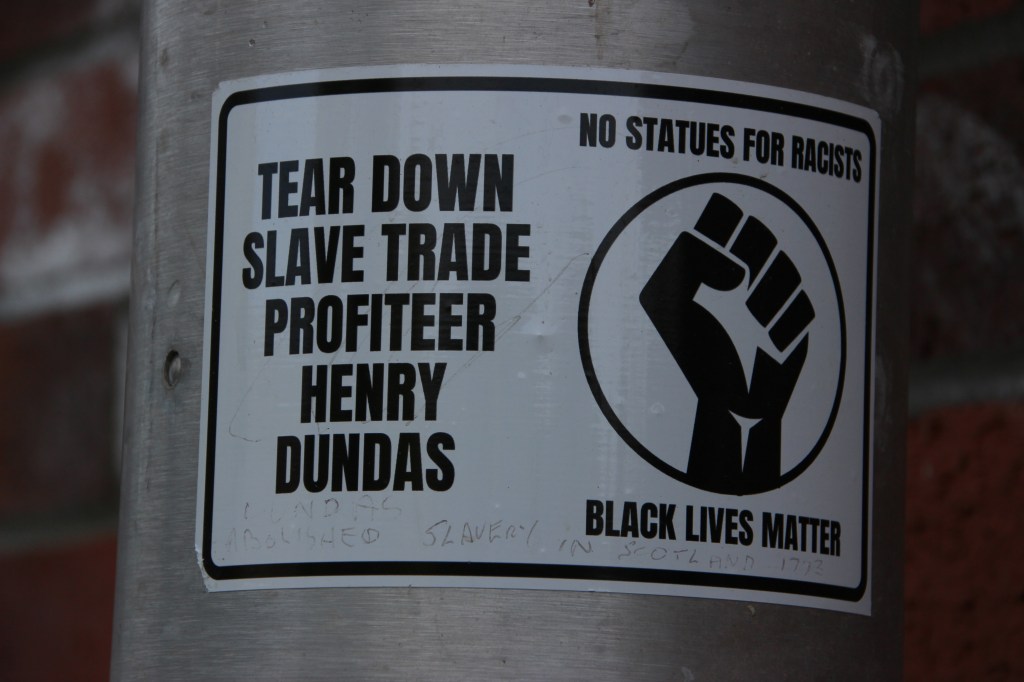 TEAR DOWN
SLAVE TRADE
PROFITEER
HENRY
DUNDAS
NO STATUES FOR RACISTS
BLACK LIVES MATTER
DUNDAS
ABOLISHED SLAVERY IN SCOTLAND 1773